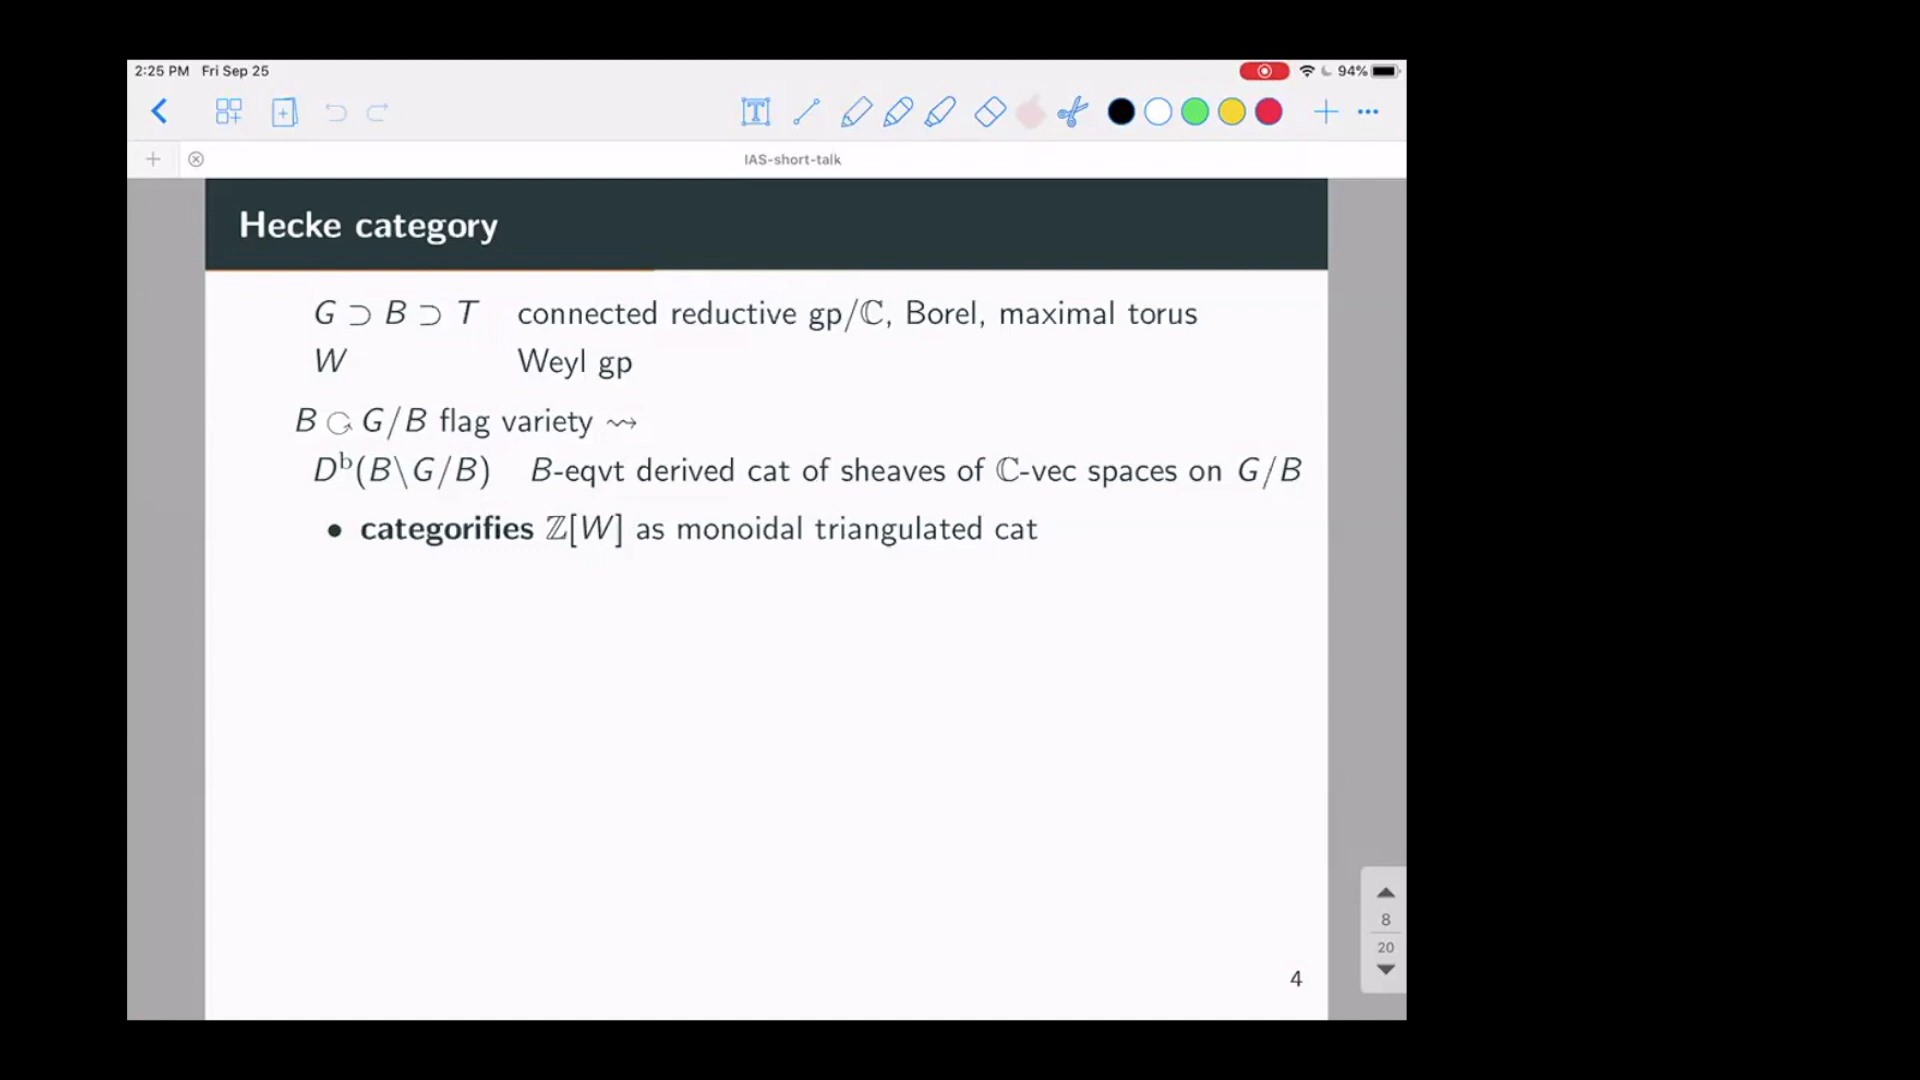 2:25 PM Fri Sep 25
94%
IAS-short-talk
Hecke category
G ⊃ B ⊃ T connected reductive gp/ℂ, Borel, maximal torus
W Weyl gp
B ↻ G/B flag variety ⇝
Dᵇ(B\G/B) B-eqvt derived cat of sheaves of ℂ-vec spaces on G/B
• categorifies ℤ[W] as monoidal triangulated cat
8
20
4